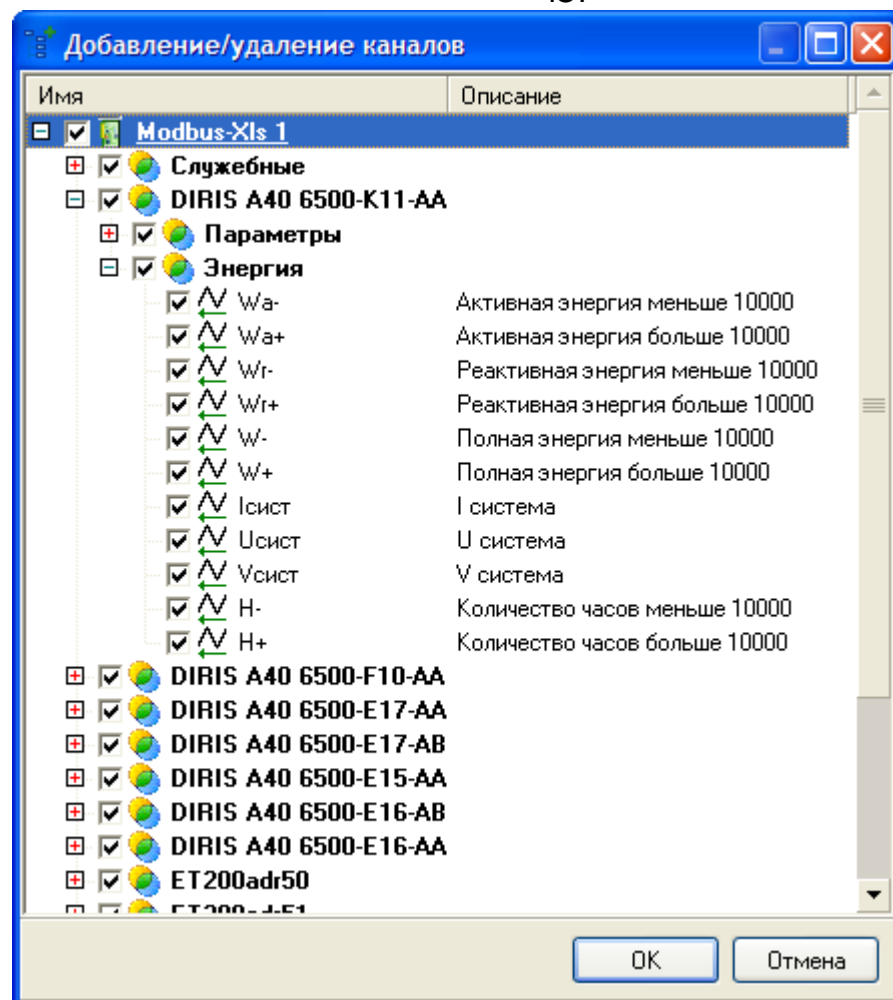 Добавление/удаление каналов
Имя Описание
Modbus-Xls 1
Служебные
DIRIS A40 6500-K11-AA
Параметры
Энергия
Wa- Активная энергия меньше 10000
Wa+ Активная энергия больше 10000
Wr- Реактивная энергия меньше 10000
Wr+ Реактивная энергия больше 10000
W- Полная энергия меньше 10000
W+ Полная энергия больше 10000
Iсист I система
Uсист U система
Vсист V система
H- Количество часов меньше 10000
H+ Количество часов больше 10000
DIRIS A40 6500-F10-AA
DIRIS A40 6500-E17-AA
DIRIS A40 6500-E17-AB
DIRIS A40 6500-E15-AA
DIRIS A40 6500-E16-AB
DIRIS A40 6500-E16-AA
ET200adr50
OK Отмена